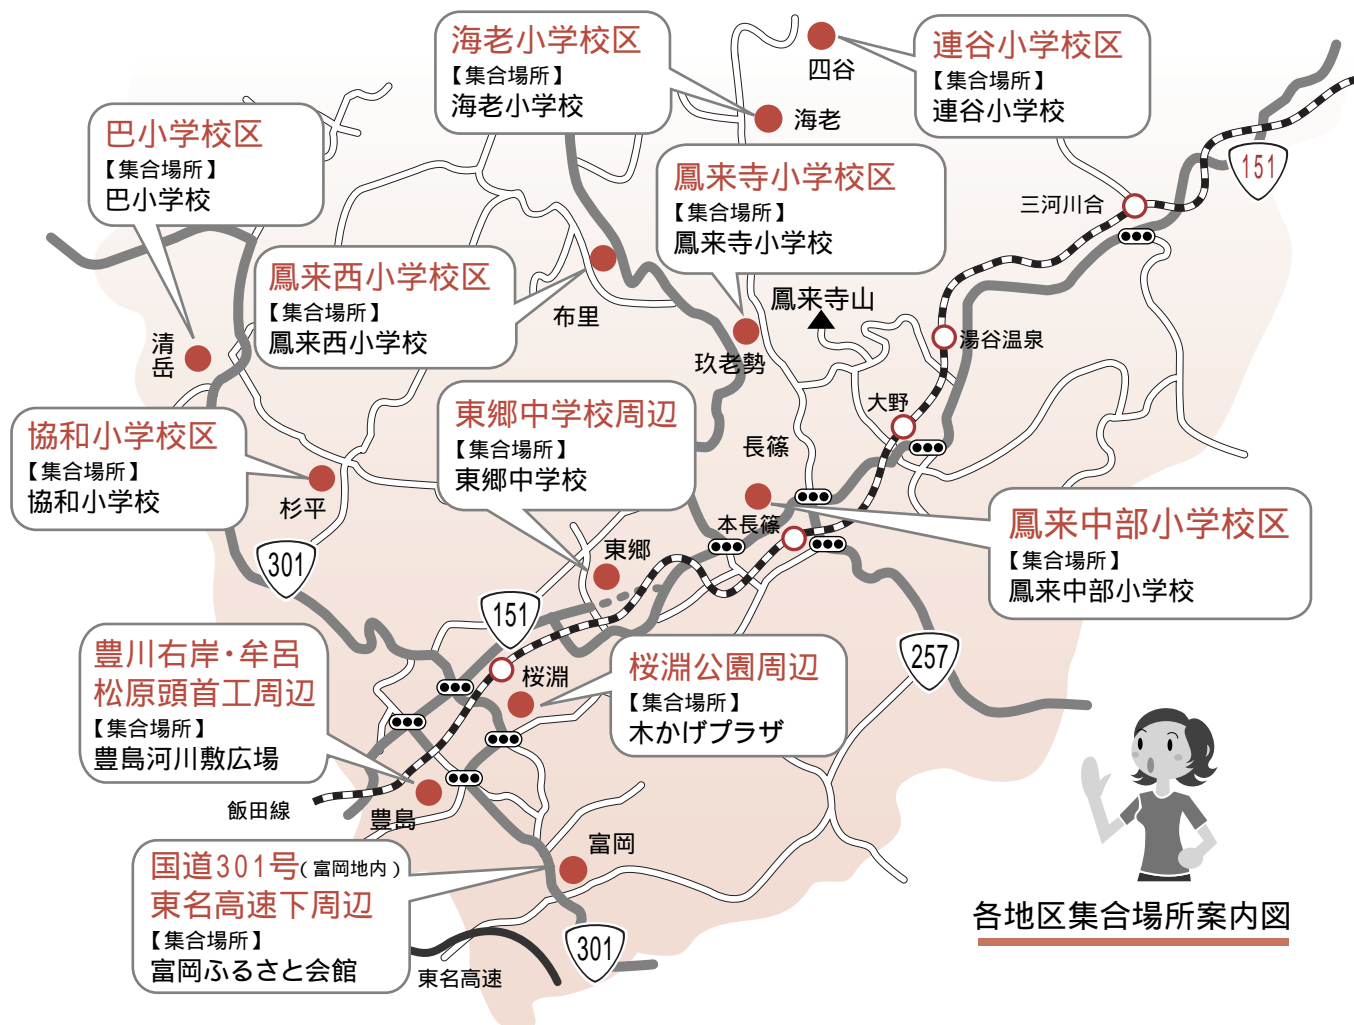 海老小学校区
【集合場所】
海老小学校
連谷小学校区
【集合場所】
連谷小学校
四谷
海老
巴小学校区
【集合場所】
巴小学校
鳳来寺小学校区
【集合場所】
鳳来寺小学校
151
三河川合
鳳来西小学校区
【集合場所】
鳳来西小学校
布里
鳳来寺山
清岳
玖老勢
湯谷温泉
大野
協和小学校区
【集合場所】
協和小学校
東郷中学校周辺
【集合場所】
東郷中学校
長篠
杉平
本長篠
鳳来中部小学校区
【集合場所】
鳳来中部小学校
301
東郷
151
257
豊川右岸・牟呂
松原頭首工周辺
【集合場所】
豊島河川敷広場
桜淵
桜淵公園周辺
【集合場所】
木かげプラザ
飯田線
豊島
富岡
国道301号(富岡地内)
東名高速下周辺
【集合場所】
富岡ふるさと会館
301
東名高速
各地区集合場所案内図